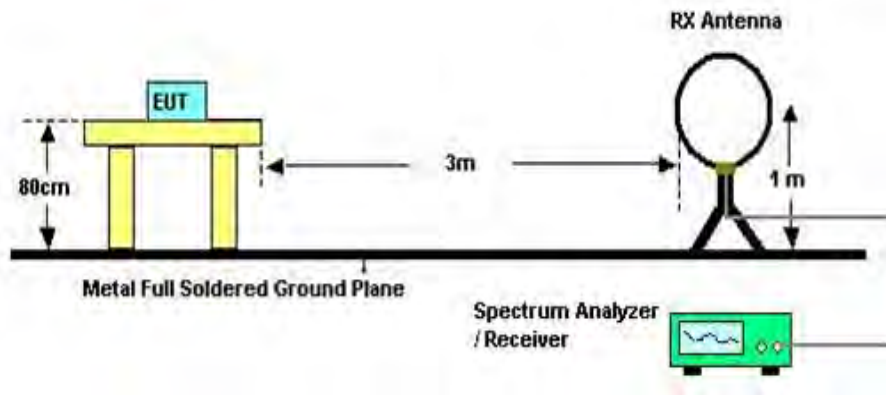 RX Antenna
EUT
80cm
3m
1 m
Metal Full Soldered Ground Plane
Spectrum Analyzer
/ Receiver